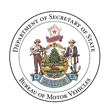 DEPARTMENT OF SECRETARY OF STATE
BUREAU OF MOTOR VEHICLES